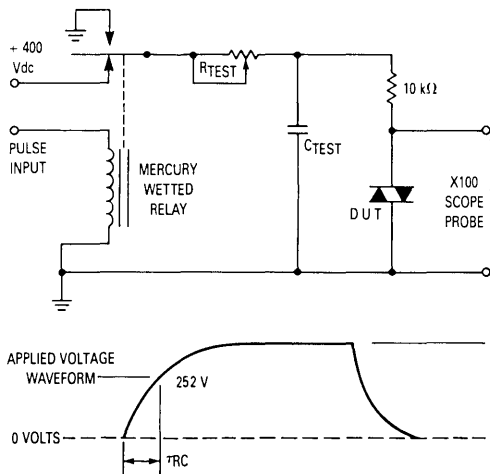 + 400
Vdc
RTEST
10 kΩ
PULSE
INPUT
CTEST
MERCURY
WETTED
RELAY
X100
SCOPE
PROBE
DUT
APPLIED VOLTAGE
WAVEFORM
252 V
0 VOLTS
τRC